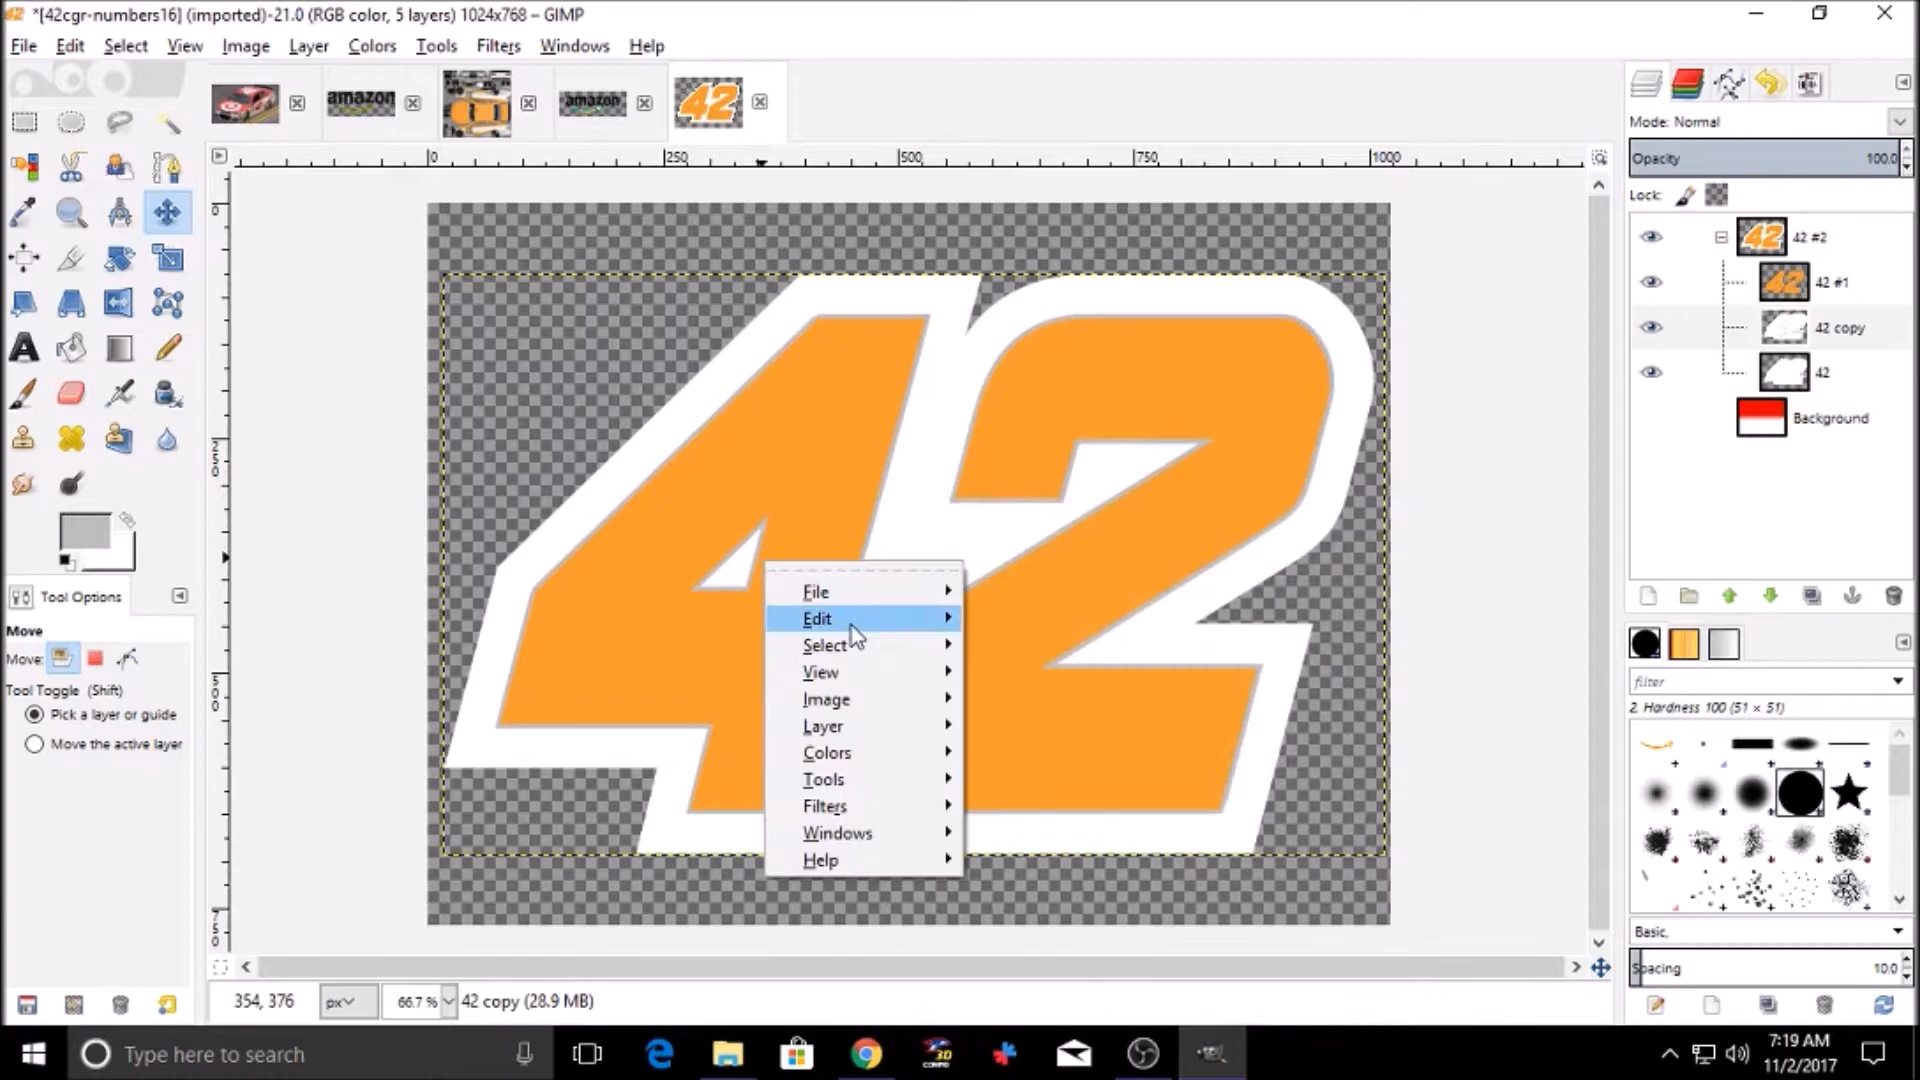 *[42cgr-numbers16] (imported)-21.0 (RGB color, 5 layers) 1024x768 – GIMP
File Edit Select View Image Layer Colors Tools Filters Windows Help
amazon
amazon
42
Mode: Normal
Opacity 100.0
Lock:
0 250 500 750 1000
0
250
500
750
42 #2
42 #1
42 copy
42
Background
42
File
Edit
Select
View
Image
Layer
Colors
Tools
Filters
Windows
Help
Tool Options
Move
Move:
Tool Toggle (Shift)
Pick a layer or guide
Move the active layer
filter
2. Hardness 100 (51 × 51)
Basic,
Spacing 10.0
354, 376 px 66.7 % 42 copy (28.9 MB)
Type here to search
3D
7:19 AM
11/2/2017